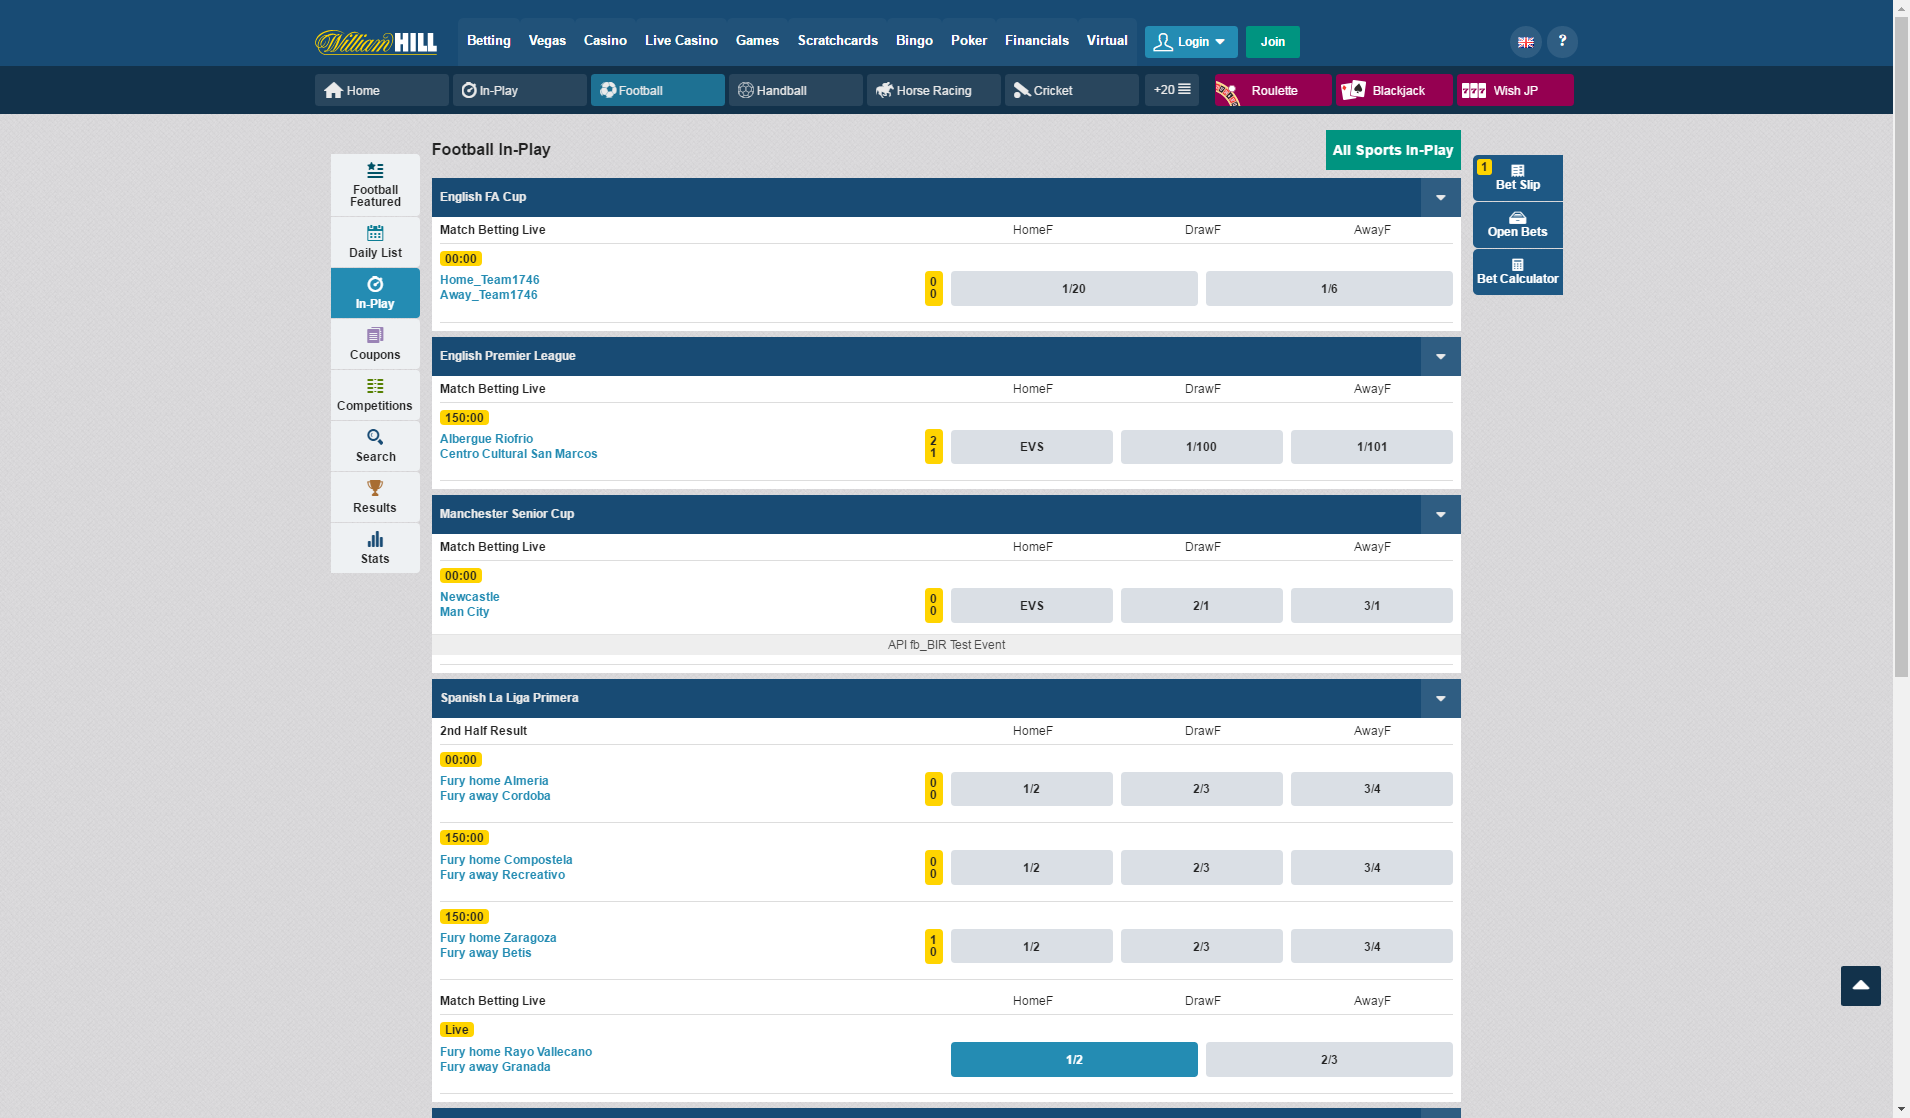 William HILL
Betting Vegas Casino Live Casino Games Scratchcards Bingo Poker Financials Virtual Login Join ?
Home In-Play Football Handball Horse Racing Cricket +20 Roulette Blackjack 777 Wish JP
Football In-Play
All Sports In-Play
Football
Featured
Daily List
In-Play
Coupons
Competitions
Search
Results
Stats
1
Bet Slip
Open Bets
Bet Calculator
English FA Cup
Match Betting Live HomeF DrawF AwayF
00:00
Home_Team1746
Away_Team1746
0
0
1/20 1/6
English Premier League
Match Betting Live HomeF DrawF AwayF
150:00
Albergue Riofrio
Centro Cultural San Marcos
2
1
EVS 1/100 1/101
Manchester Senior Cup
Match Betting Live HomeF DrawF AwayF
00:00
Newcastle
Man City
0
0
EVS 2/1 3/1
API fb_BIR Test Event
Spanish La Liga Primera
2nd Half Result HomeF DrawF AwayF
00:00
Fury home Almeria
Fury away Cordoba
0
0
1/2 2/3 3/4
150:00
Fury home Compostela
Fury away Recreativo
0
0
1/2 2/3 3/4
150:00
Fury home Zaragoza
Fury away Betis
1
0
1/2 2/3 3/4
Match Betting Live HomeF DrawF AwayF
Live
Fury home Rayo Vallecano
Fury away Granada
1/2 2/3